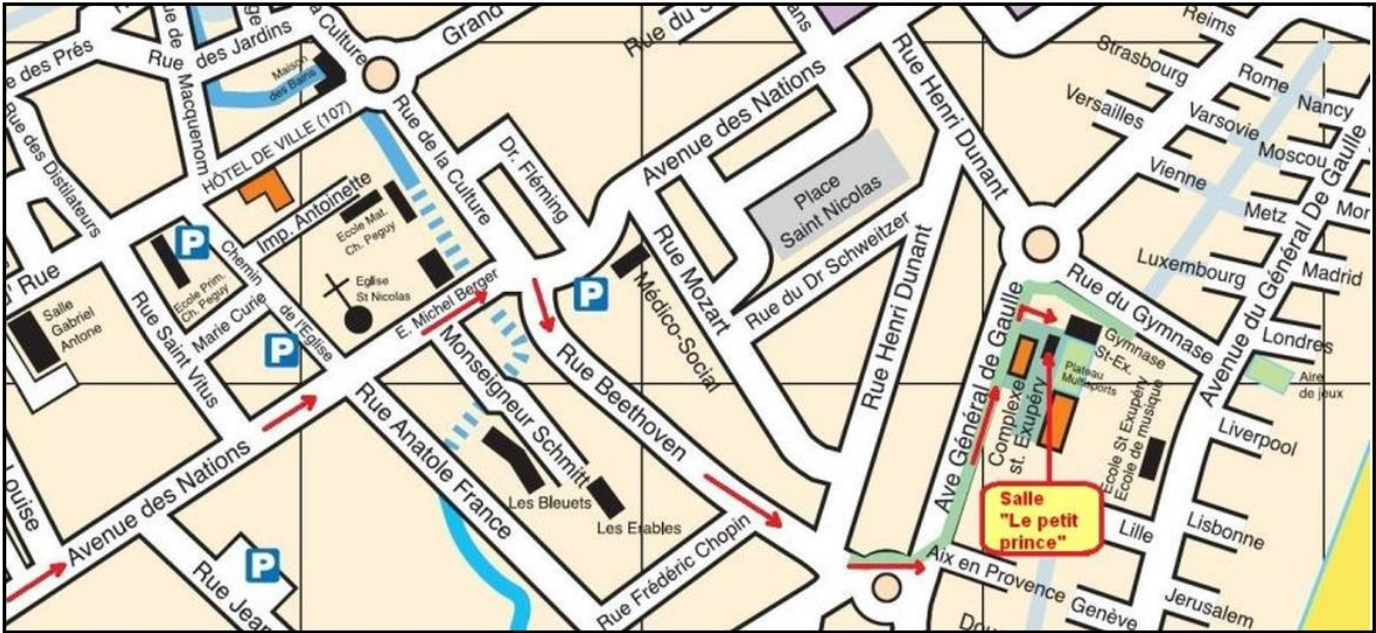 e des Prés
Rue des Jardins
ue de
Macquenom
ge
a Culture
Grand
Rue du S
ans
Reims
Strasbourg
Versailles
Rome
Nancy
Varsovie
Moscou
Vienne
Metz
Mor
Luxembourg
Madrid
Londres
Aire
de jeux
Liverpool
Lisbonne
Lille
Jerusalem
Genève
Aix en Provence
Dou
Avenue du Général De Gaulle
Rue du Gymnase
Rue Henri Dunant
Rue Henri Dunant
Avenue des Nations
Place
Saint Nicolas
Rue du Dr Schweitzer
Rue Mozart
Médico-Social
P
Dr. Fléming
Rue de la Culture
Maison
des Bains
HÔTEL DE VILLE (107)
Rue des Distilateurs
P
Imp. Antoinette
Ecole Mat.
Ch. Peguy
Ecole Prim.
Ch. Peguy
Chemin
de l'Eglise
Marie Curie
P
Eglise
St Nicolas
E. Michel Berger
d' Rue
Salle
Gabriel
Antone
Rue Saint Vitus
Monseigneur Schmitt
Rue Beethoven
Rue Anatole France
Les Bleuets
Les Erables
Avenue des Nations
Louise
P
Rue Jean
Rue Frédéric Chopin
Ave Général de Gaulle
Complexe
st. Exupéry
Gymnase
St-Ex.
Plateau
Multisports
Ecole St Exupéry
Ecole de musique
Salle
"Le petit
prince"